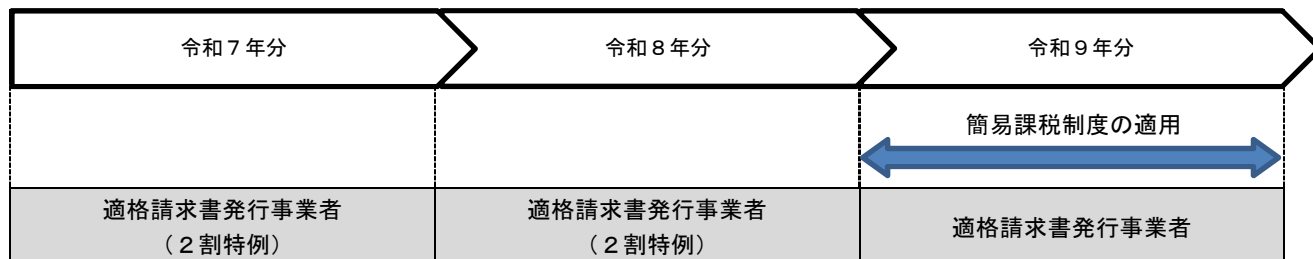 令和７年分
令和８年分
令和９年分
簡易課税制度の適用
適格請求書発行事業者
（２割特例）
適格請求書発行事業者
（２割特例）
適格請求書発行事業者